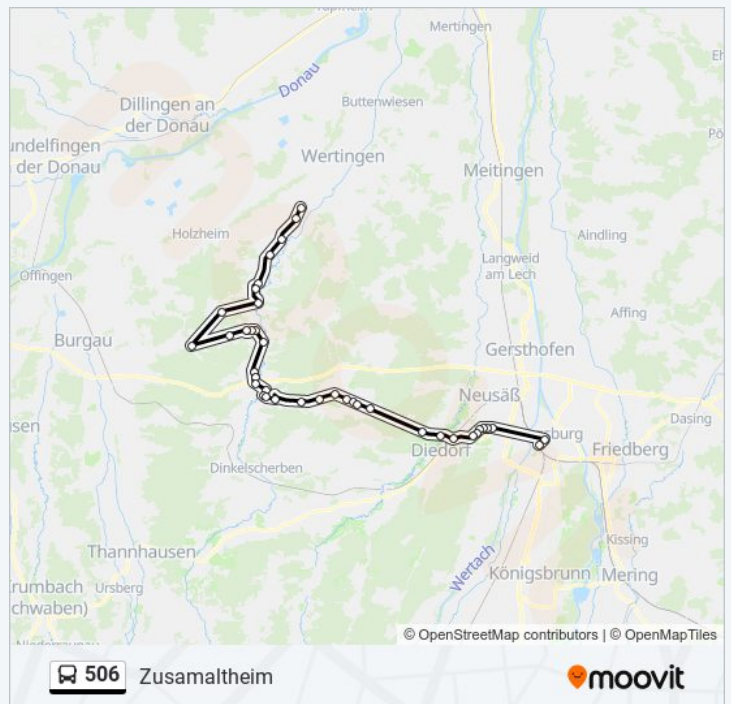 Mertingen
Donau
Dillingen an
der Donau
Buttenwiesen
undelfingen
der Donau
Wertingen
Meitingen
Holzheim
Aindling
Offingen
Langweid
am Lech
Affing
Burgau
Gersthofen
Neusäß
Dasing
sburg
Friedberg
Diedorf
Dinkelscherben
Kissing
Thannhausen
Wertach
Königsbrunn
Mering
Krumbach
chwaben)
Ursberg
© OpenStreetMap contributors | © OpenMapTiles
506 Zusamaltheim
moovit